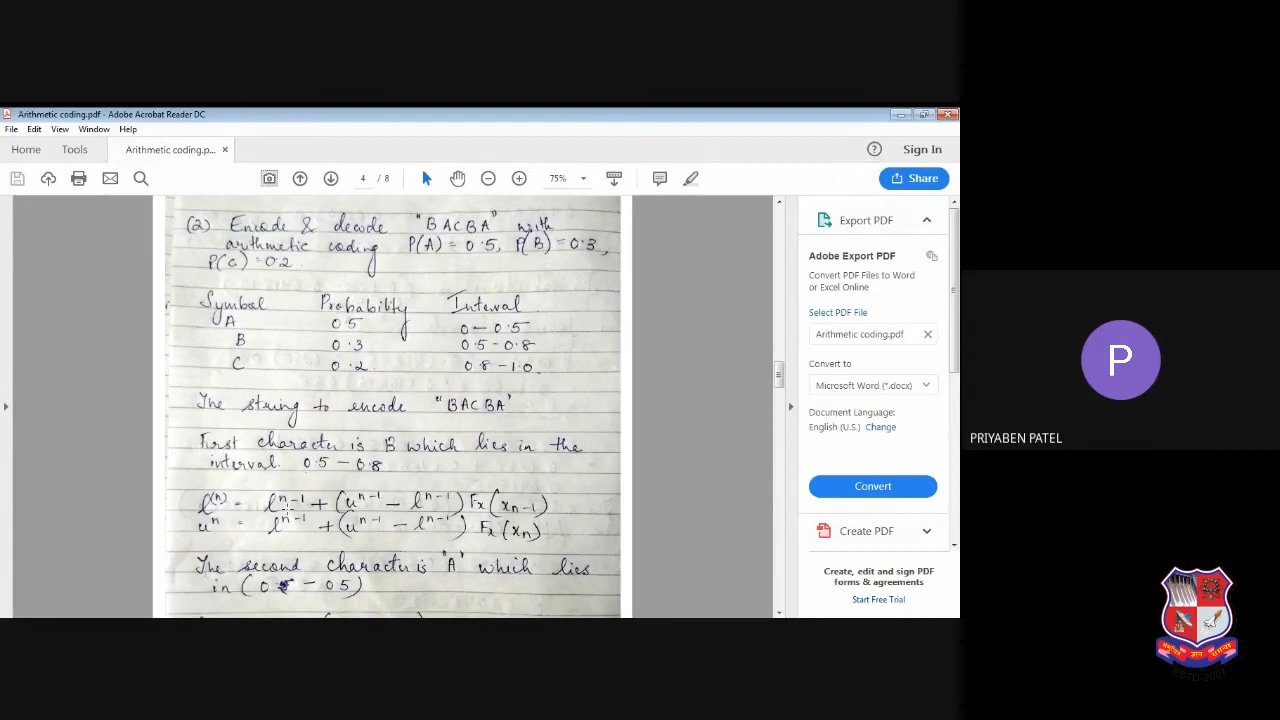 Arithmetic coding.pdf - Adobe Acrobat Reader DC
File Edit View Window Help
Home Tools Arithmetic coding.p... × Sign In
4 / 8 75% Share
(2) Encode & decode "BACBA" with
arithmetic coding P(A) = 0.5, P(B) = 0.3,
P(C) = 0.2
Symbol Probability Interval
A 0.5 0 - 0.5
B 0.3 0.5 - 0.8
C 0.2 0.8 - 1.0.
The string to encode "BACBA"
First character is B which lies in the
interval. 0.5 - 0.8
l^(n) = l^n-1 + (u^n-1 - l^n-1) Fx (xn-1)
u^n = l^n-1 + (u^n-1 - l^n-1) Fx (xn)
The second character is "A" which lies
in (0 - 0.5)
Export PDF
Adobe Export PDF
Convert PDF Files to Word
or Excel Online
Select PDF File
Arithmetic coding.pdf ×
Convert to
Microsoft Word (*.docx)
Document Language:
English (U.S.) Change
Convert
Create PDF
Create, edit and sign PDF
forms & agreements
Start Free Trial
P
PRIYABEN PATEL
ESTD-2007